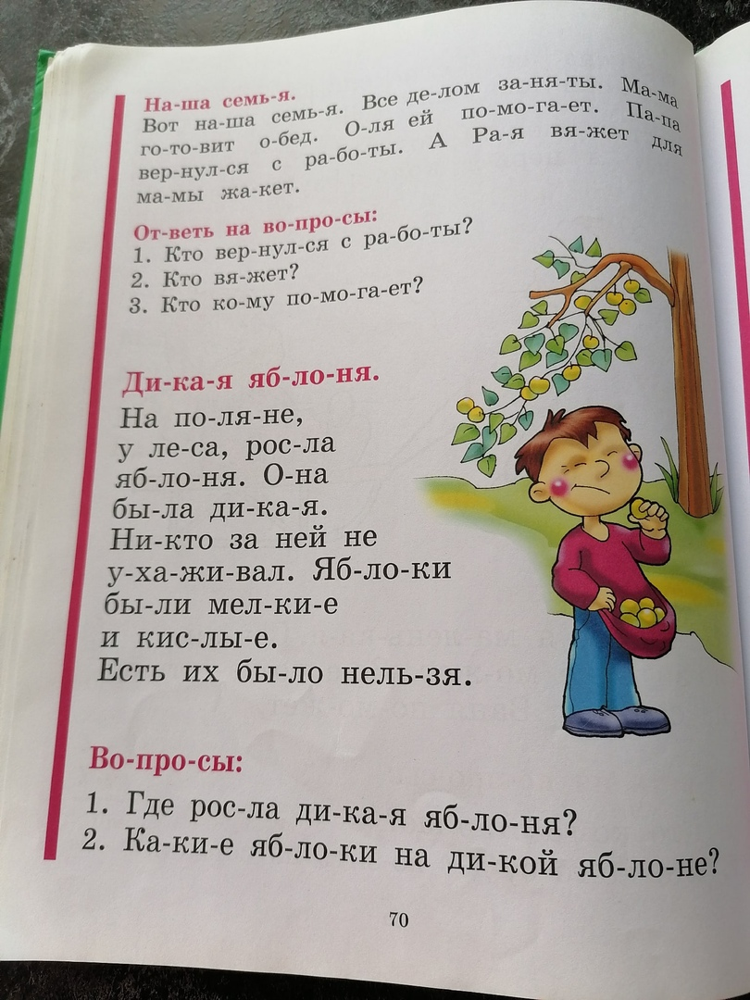 На-ша семь-я.
Вот на-ша семь-я. Все де-лом за-ня-ты. Ма-ма
го-то-вит о-бед. О-ля ей по-мо-га-ет. Па-па
вер-нул-ся с ра-бо-ты. А Ра-я вя-жет для
ма-мы жа-кет.
От-веть на во-про-сы:
1. Кто вер-нул-ся с ра-бо-ты?
2. Кто вя-жет?
3. Кто ко-му по-мо-га-ет?
Ди-ка-я яб-ло-ня.
На по-ля-не,
у ле-са, рос-ла
яб-ло-ня. О-на
бы-ла ди-ка-я.
Ни-кто за ней не
у-ха-жи-вал. Яб-ло-ки
бы-ли мел-ки-е
и кис-лы-е.
Есть их бы-ло нель-зя.
Во-про-сы:
1. Где рос-ла ди-ка-я яб-ло-ня?
2. Ка-ки-е яб-ло-ки на ди-кой яб-ло-не?
70